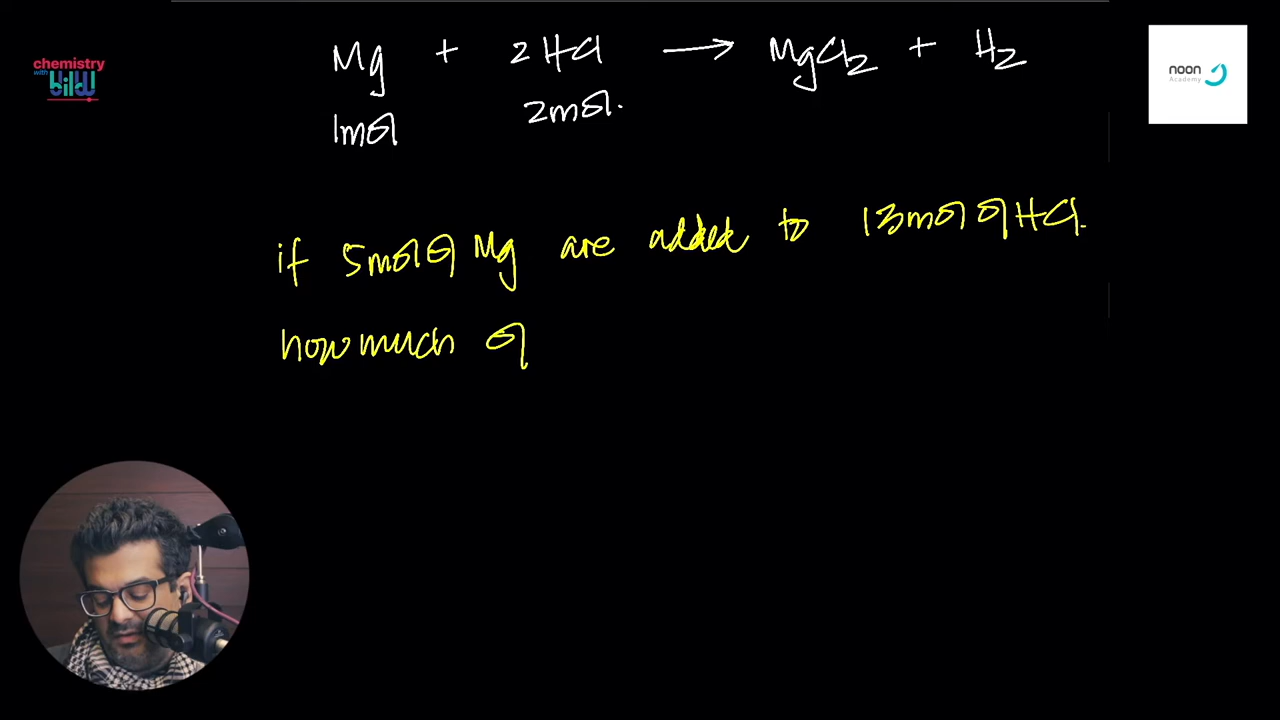 chemistry
with
bilal
Mg + 2HCl → MgCl2 + H2
1mol 2mol.
noon
Academy
if 5mol of Mg are added to 13mol of HCl.
how much of